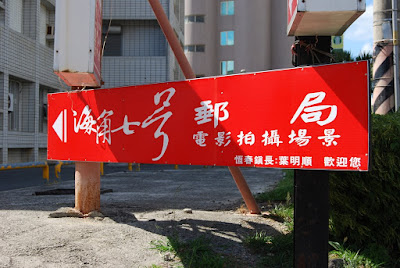 海角七号 郵局
電影拍攝場景
恆春鎮長:葉明順 歡迎您